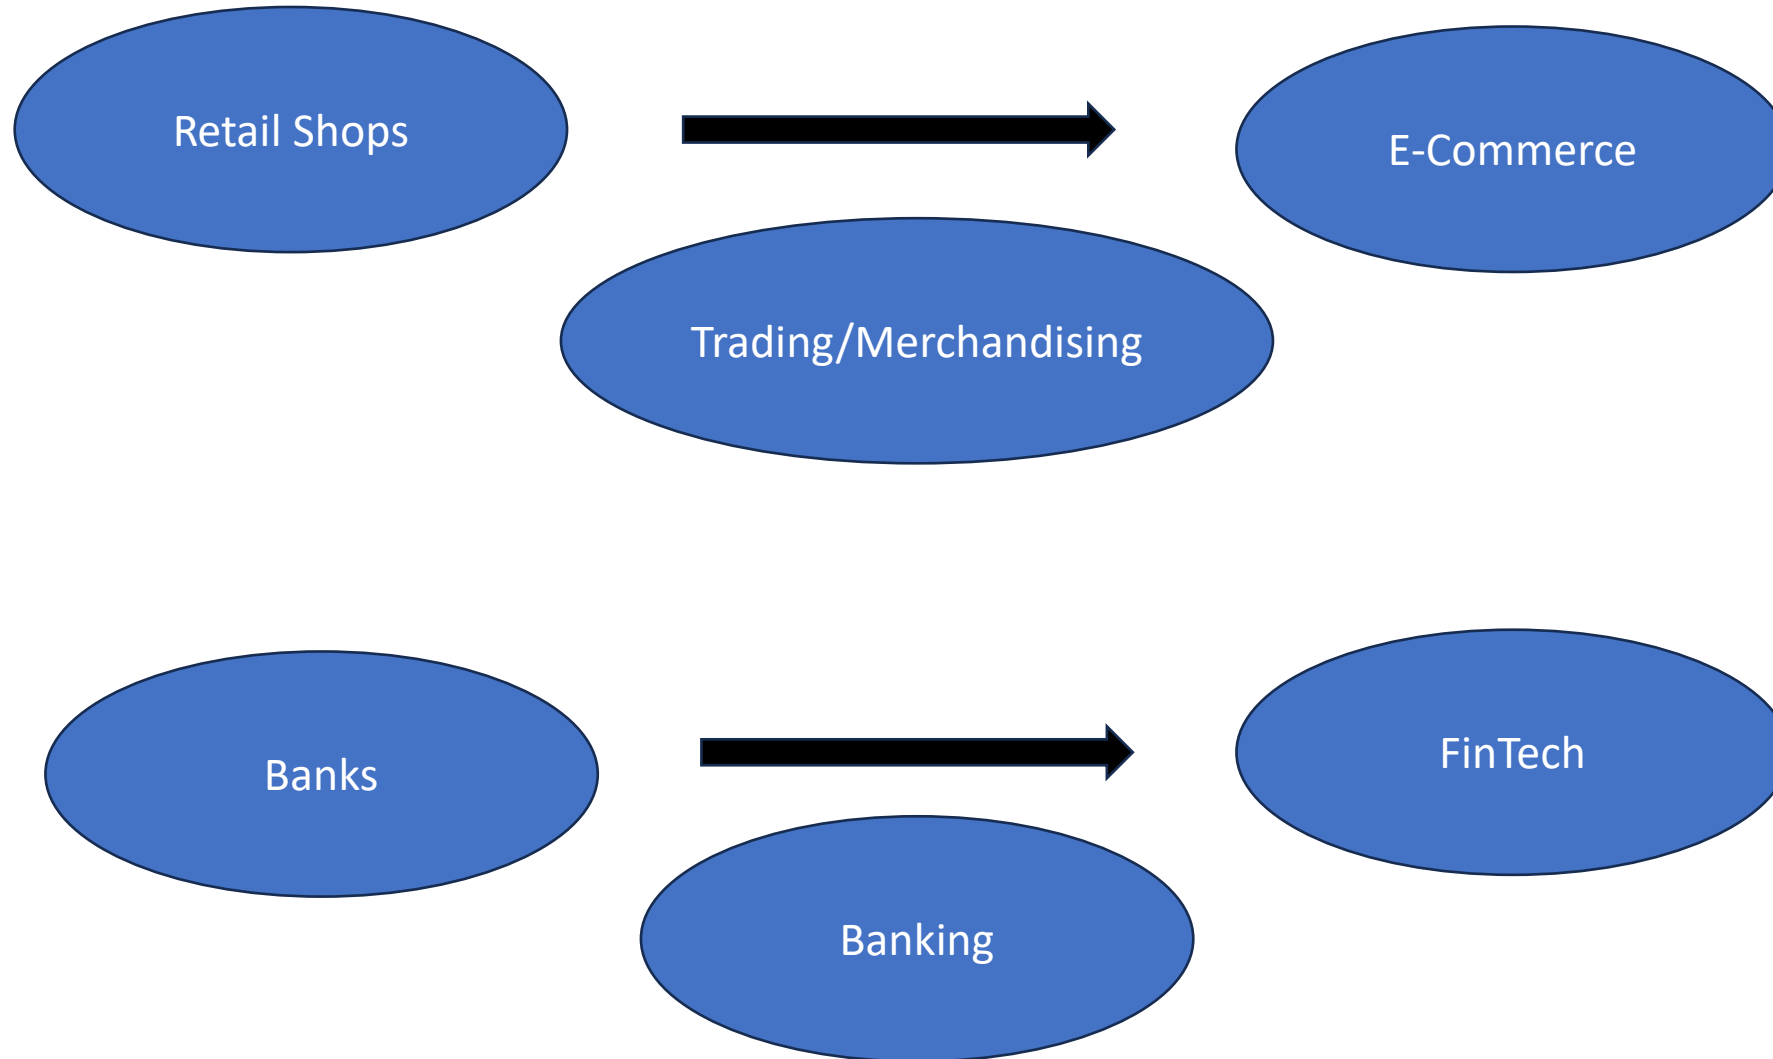 Retail Shops
E-Commerce
Trading/Merchandising
Banks
FinTech
Banking